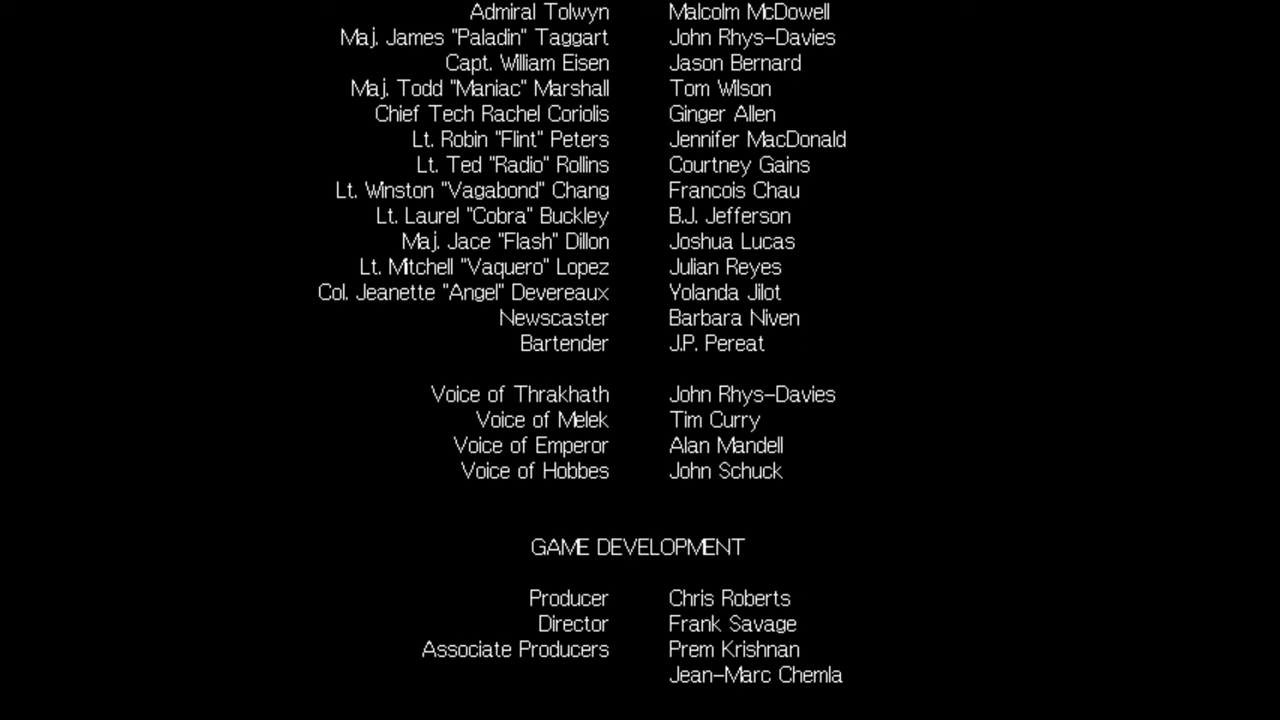 Admiral Tolwyn Malcolm McDowell
Maj. James "Paladin" Taggart John Rhys-Davies
Capt. William Eisen Jason Bernard
Maj. Todd "Maniac" Marshall Tom Wilson
Chief Tech Rachel Coriolis Ginger Allen
Lt. Robin "Flint" Peters Jennifer MacDonald
Lt. Ted "Radio" Rollins Courtney Gains
Lt. Winston "Vagabond" Chang Francois Chau
Lt. Laurel "Cobra" Buckley B.J. Jefferson
Maj. Jace "Flash" Dillon Joshua Lucas
Lt. Mitchell "Vaquero" Lopez Julian Reyes
Col. Jeanette "Angel" Devereaux Yolanda Jilot
Newscaster Barbara Niven
Bartender J.P. Pereat
Voice of Thrakhath John Rhys-Davies
Voice of Melek Tim Curry
Voice of Emperor Alan Mandell
Voice of Hobbes John Schuck
GAME DEVELOPMENT
Producer Chris Roberts
Director Frank Savage
Associate Producers Prem Krishnan
Jean-Marc Chemla